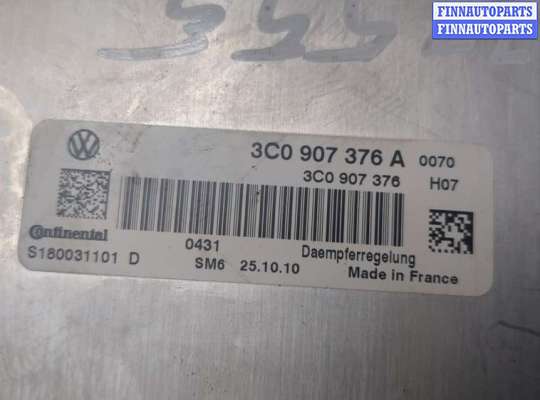 FINNAUTOPARTS
FINNAUTOPARTS
3C0 907 376 A 0070
3C0 907 376 H07
Continental
0431 Daempferregelung
S180031101 D SM6 25.10.10 Made in France